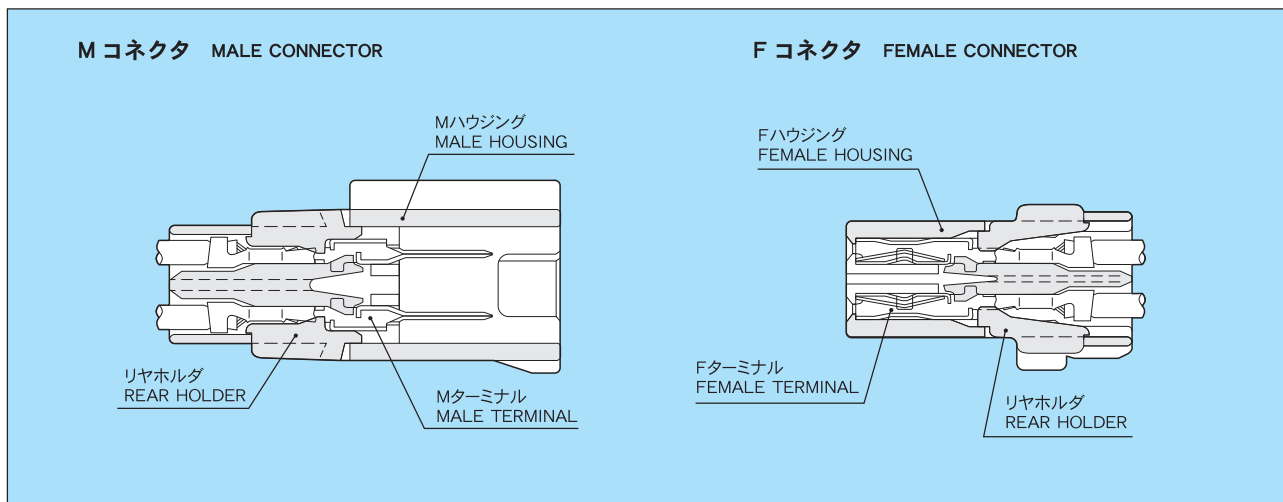 M コネクタ MALE CONNECTOR
Mハウジング
MALE HOUSING
リヤホルダ
REAR HOLDER
Mターミナル
MALE TERMINAL
F コネクタ FEMALE CONNECTOR
Fハウジング
FEMALE HOUSING
Fターミナル
FEMALE TERMINAL
リヤホルダ
REAR HOLDER